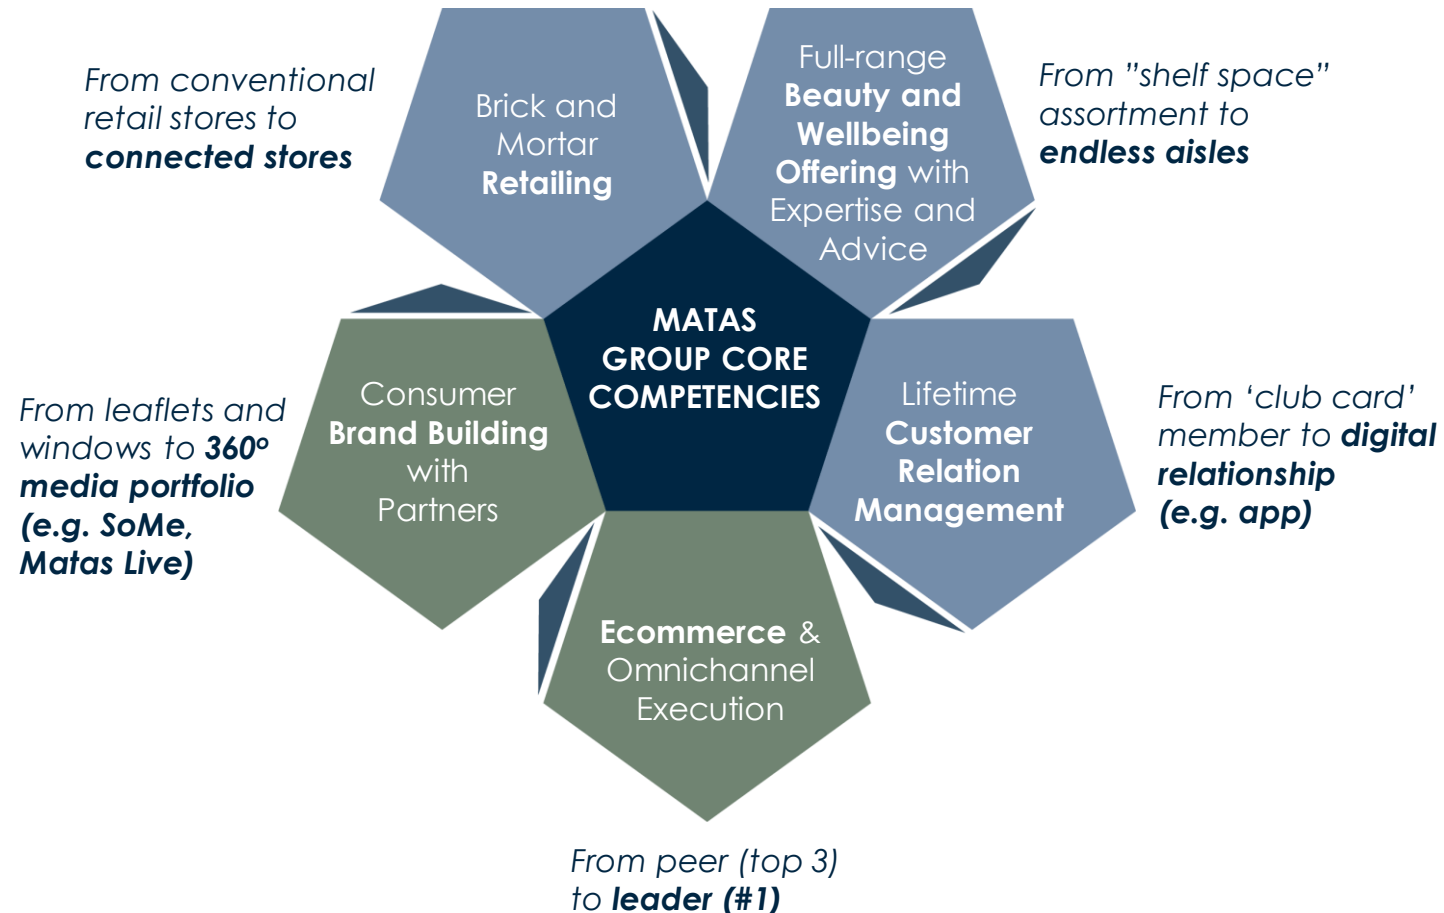 From conventional
retail stores to
connected stores
Brick and
Mortar
Retailing
Full-range
Beauty and
Wellbeing
Offering with
Expertise and
Advice
From ”shelf space”
assortment to
endless aisles
MATAS
GROUP CORE
COMPETENCIES
From leaflets and
windows to 360º
media portfolio
(e.g. SoMe,
Matas Live)
Consumer
Brand Building
with
Partners
Lifetime
Customer
Relation
Management
From ‘club card’
member to digital
relationship
(e.g. app)
Ecommerce &
Omnichannel
Execution
From peer (top 3)
to leader (#1)